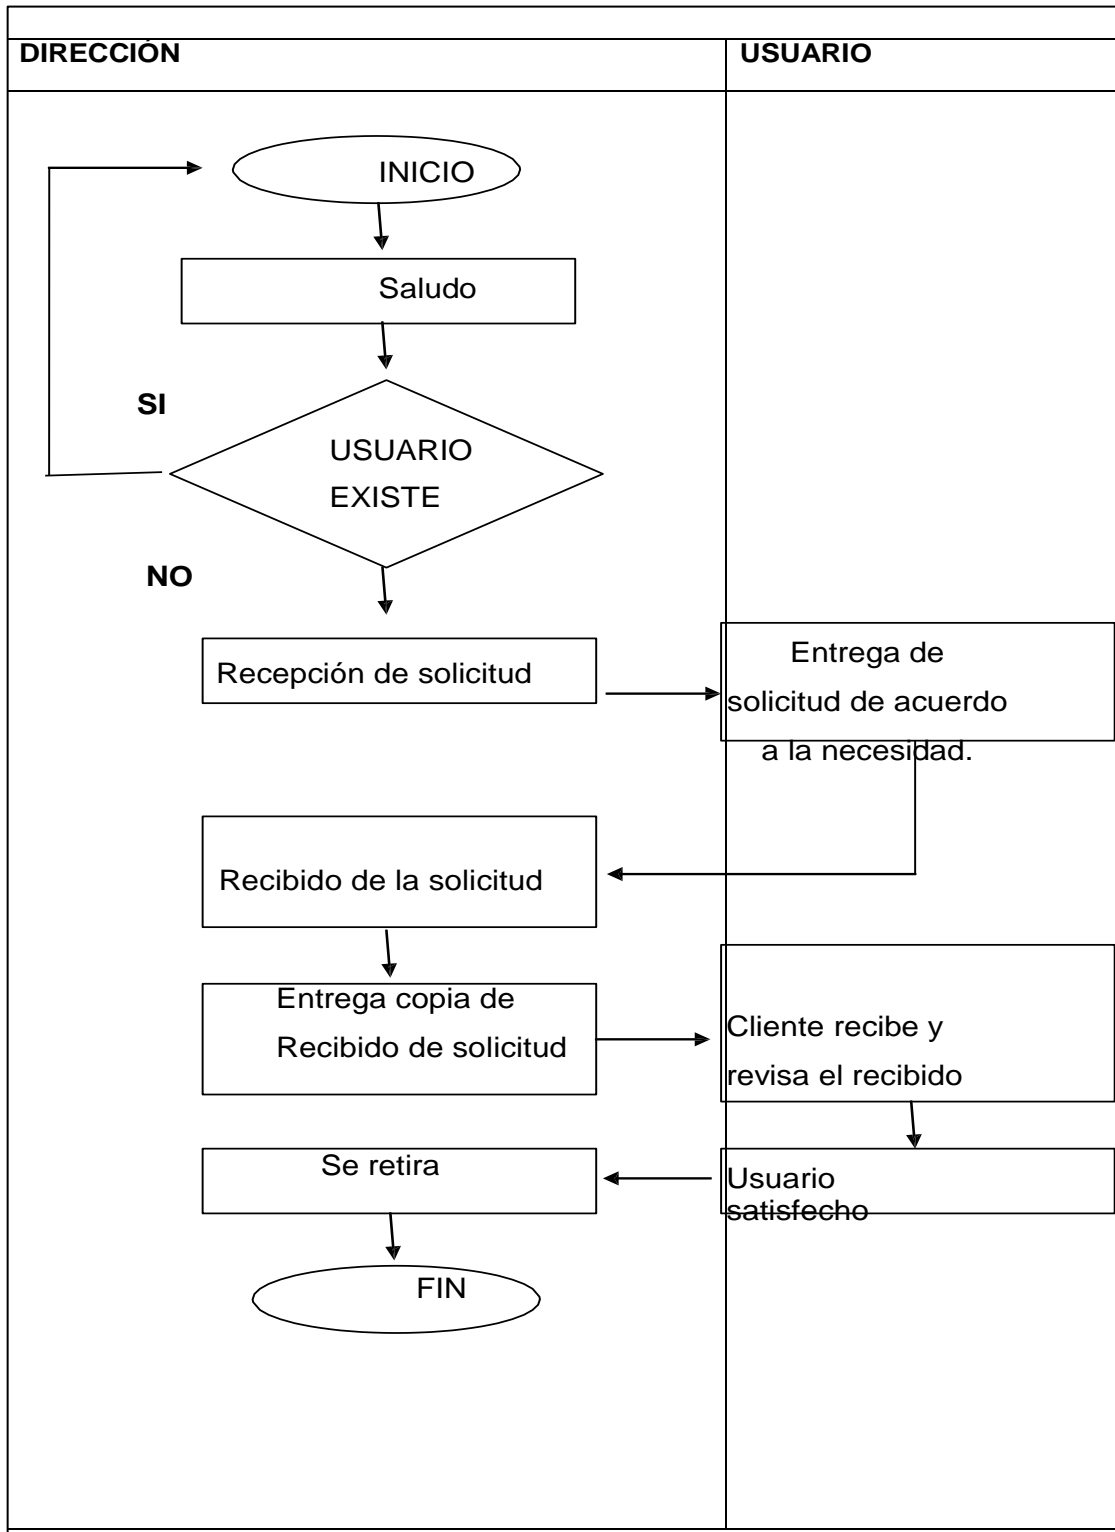 DIRECCIÓN
USUARIO
INICIO
Saludo
SI
USUARIO
EXISTE
NO
Recepción de solicitud
Entrega de
solicitud de acuerdo
a la necesidad.
Recibido de la solicitud
Entrega copia de
Recibido de solicitud
Cliente recibe y
revisa el recibido
Se retira
Usuario
satisfecho
FIN